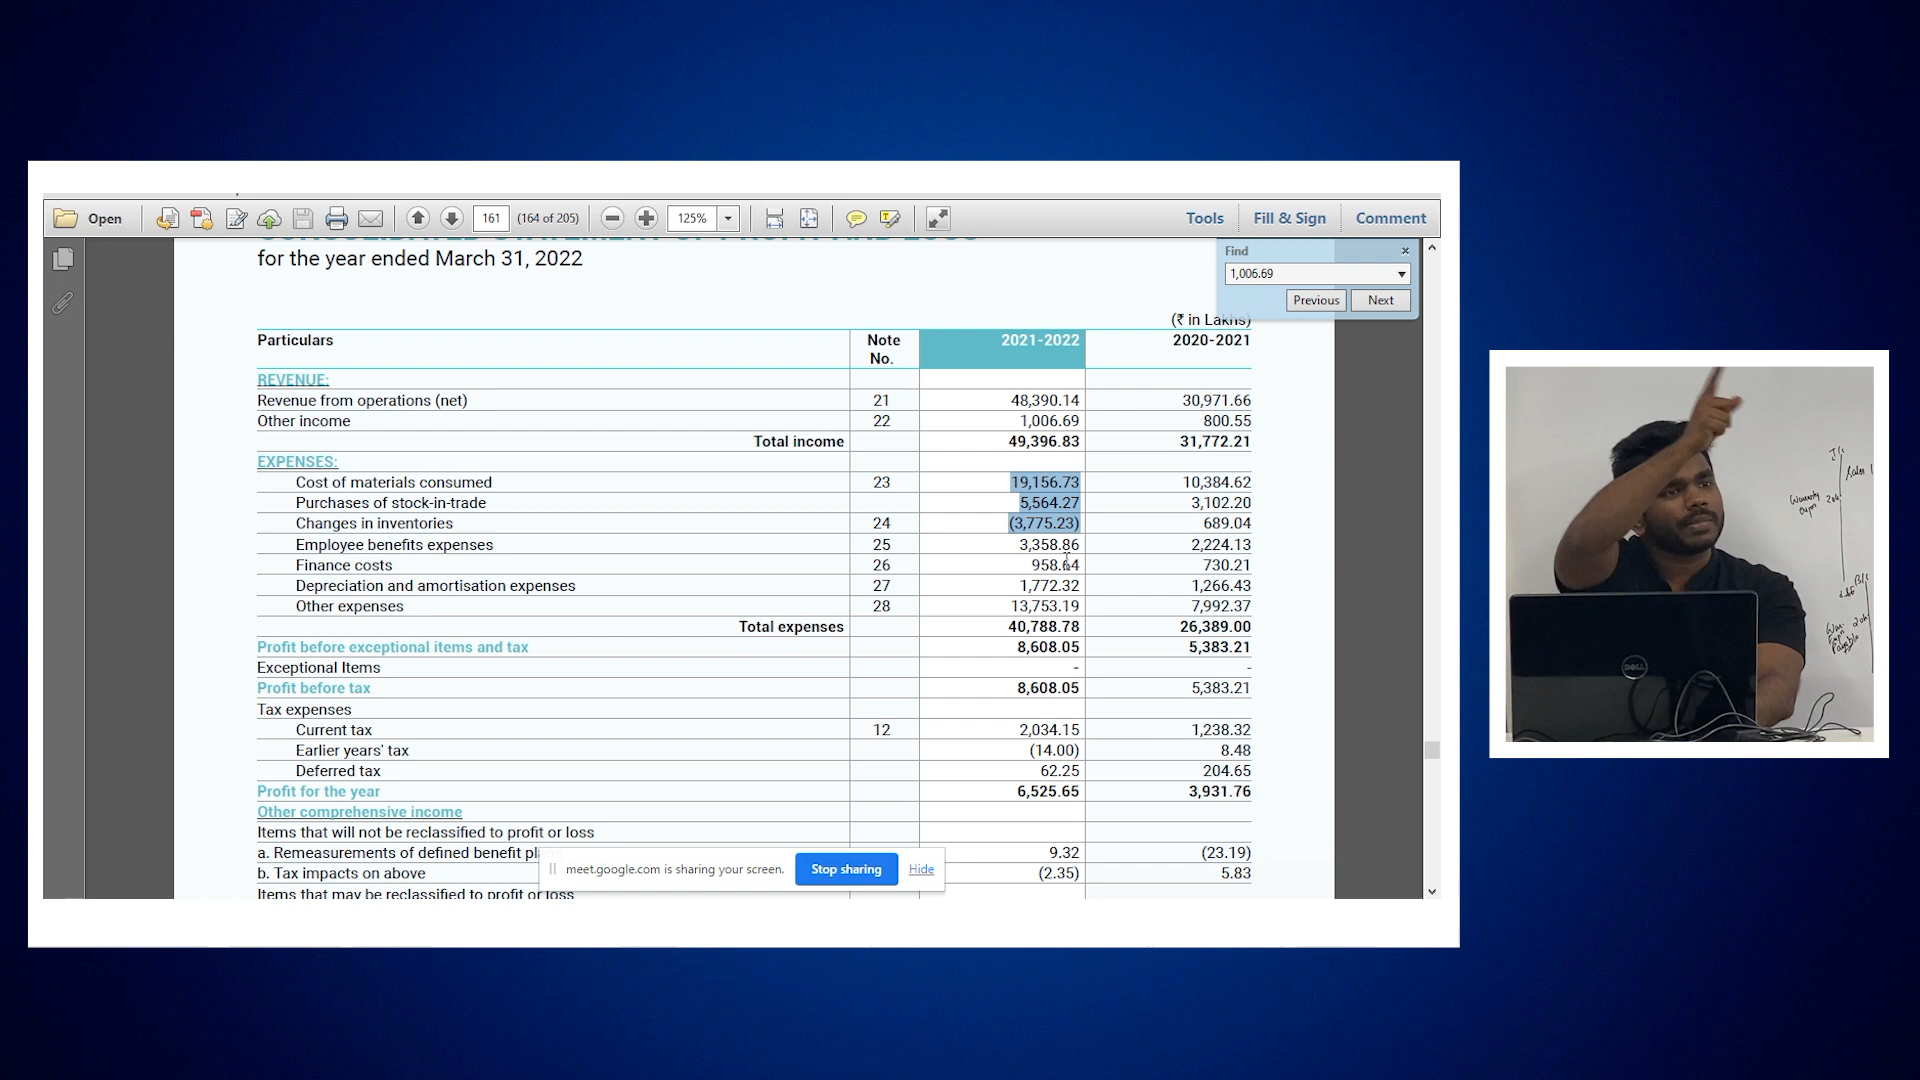 Open 161 (164 of 205) 125% Tools Fill & Sign Comment
for the year ended March 31, 2022
Find
1,006.69
Previous Next
(₹ in Lakhs)
Particulars Note No. 2021-2022 2020-2021
REVENUE:
Revenue from operations (net) 21 48,390.14 30,971.66
Other income 22 1,006.69 800.55
Total income 49,396.83 31,772.21
EXPENSES:
Cost of materials consumed 23 19,156.73 10,384.62
Purchases of stock-in-trade 5,564.27 3,102.20
Changes in inventories 24 (3,775.23) 689.04
Employee benefits expenses 25 3,358.86 2,224.13
Finance costs 26 958.64 730.21
Depreciation and amortisation expenses 27 1,772.32 1,266.43
Other expenses 28 13,753.19 7,992.37
Total expenses 40,788.78 26,389.00
Profit before exceptional items and tax 8,608.05 5,383.21
Exceptional Items - -
Profit before tax 8,608.05 5,383.21
Tax expenses
Current tax 12 2,034.15 1,238.32
Earlier years' tax (14.00) 8.48
Deferred tax 62.25 204.65
Profit for the year 6,525.65 3,931.76
Other comprehensive income
Items that will not be reclassified to profit or loss
a. Remeasurements of defined benefit 9.32 (23.19)
b. Tax impacts on above (2.35) 5.83
Items that may be reclassified to profit or loss
meet.google.com is sharing your screen. Stop sharing Hide
DELL
Sales
Warranty